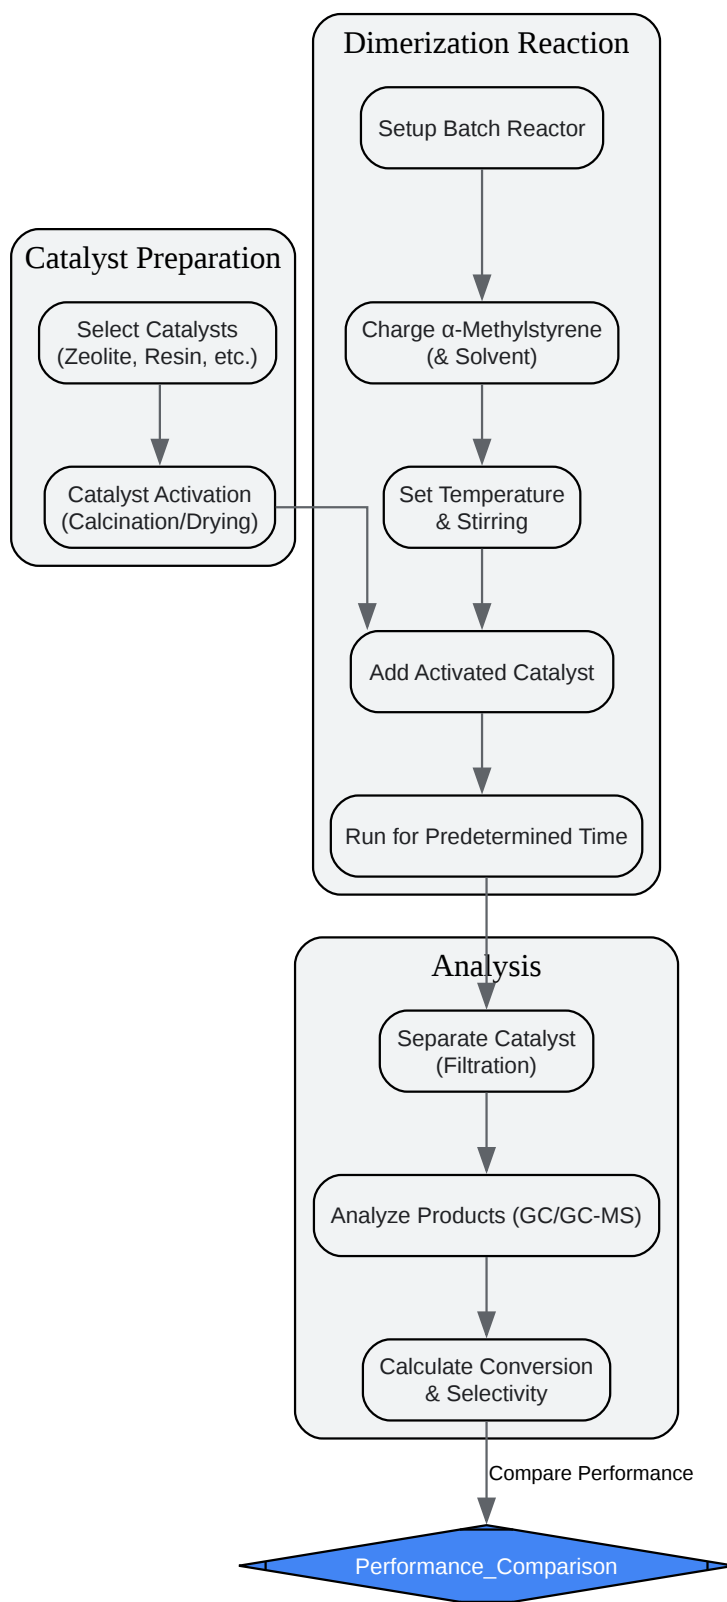 Dimerization Reaction
Setup Batch Reactor
Catalyst Preparation
Select Catalysts
(Zeolite, Resin, etc.)
Charge α-Methylstyrene
(& Solvent)
Catalyst Activation
(Calcination/Drying)
Set Temperature
& Stirring
Add Activated Catalyst
Run for Predetermined Time
Analysis
Separate Catalyst
(Filtration)
Analyze Products (GC/GC-MS)
Calculate Conversion
& Selectivity
Compare Performance
Performance_Comparison